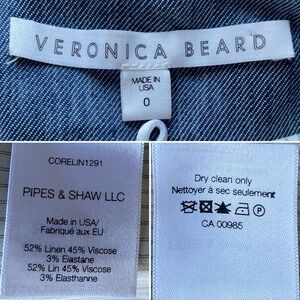 VERONICA BEARD
MADE IN
USA
0
CORELIN1291
PIPES & SHAW LLC
Made in USA/
Fabriqué aux EU
52% Linen 45% Viscose
3% Elastane
52% Lin 45% Viscose
3% Elasthanne
Dry clean only
Nettoyer à sec seulement
P
CA 00985